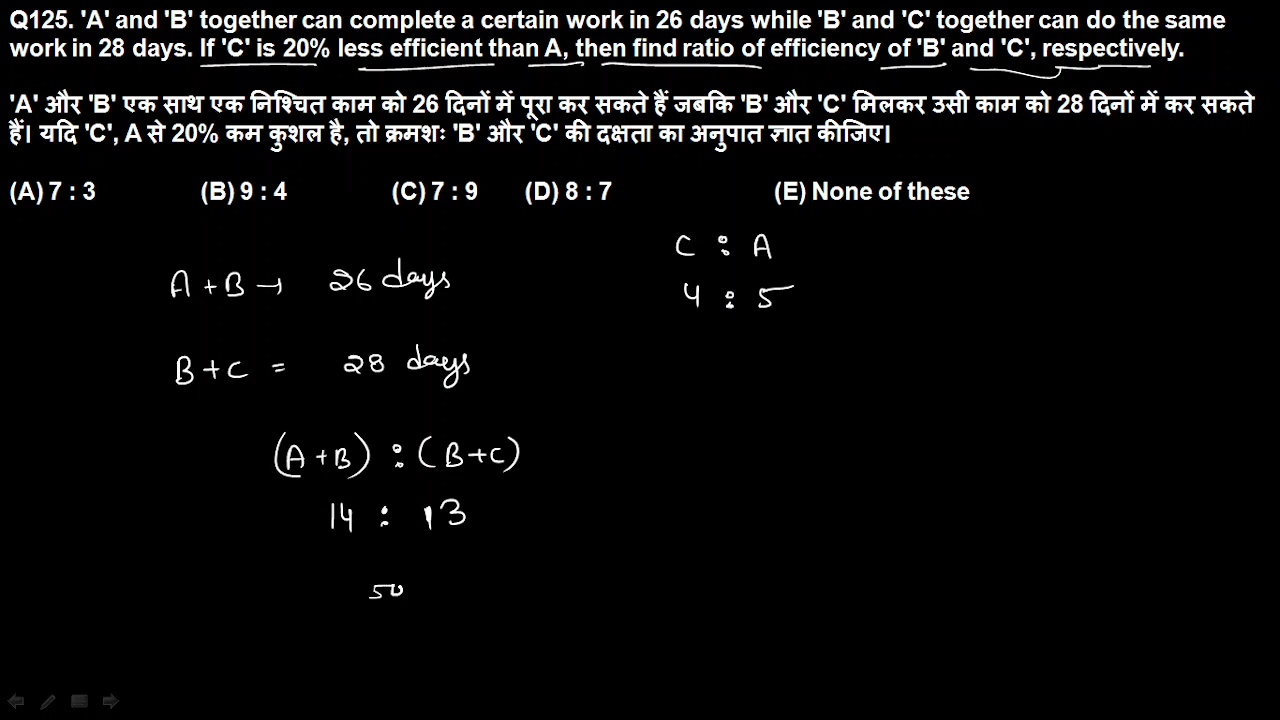 Q125. 'A' and 'B' together can complete a certain work in 26 days while 'B' and 'C' together can do the same
work in 28 days. If 'C' is 20% less efficient than A, then find ratio of efficiency of 'B' and 'C', respectively.
'A' और 'B' एक साथ एक निश्चित काम को 26 दिनों में पूरा कर सकते हैं जबकि 'B' और 'C' मिलकर उसी काम को 28 दिनों में कर सकते
हैं। यदि 'C', A से 20% कम कुशल है, तो क्रमशः 'B' और 'C' की दक्षता का अनुपात ज्ञात कीजिए।
(A) 7 : 3 (B) 9 : 4 (C) 7 : 9 (D) 8 : 7 (E) None of these
C : A
A + B → 26 days
4 : 5
B + C = 28 days
(A + B) : (B + C)
14 : 13
50